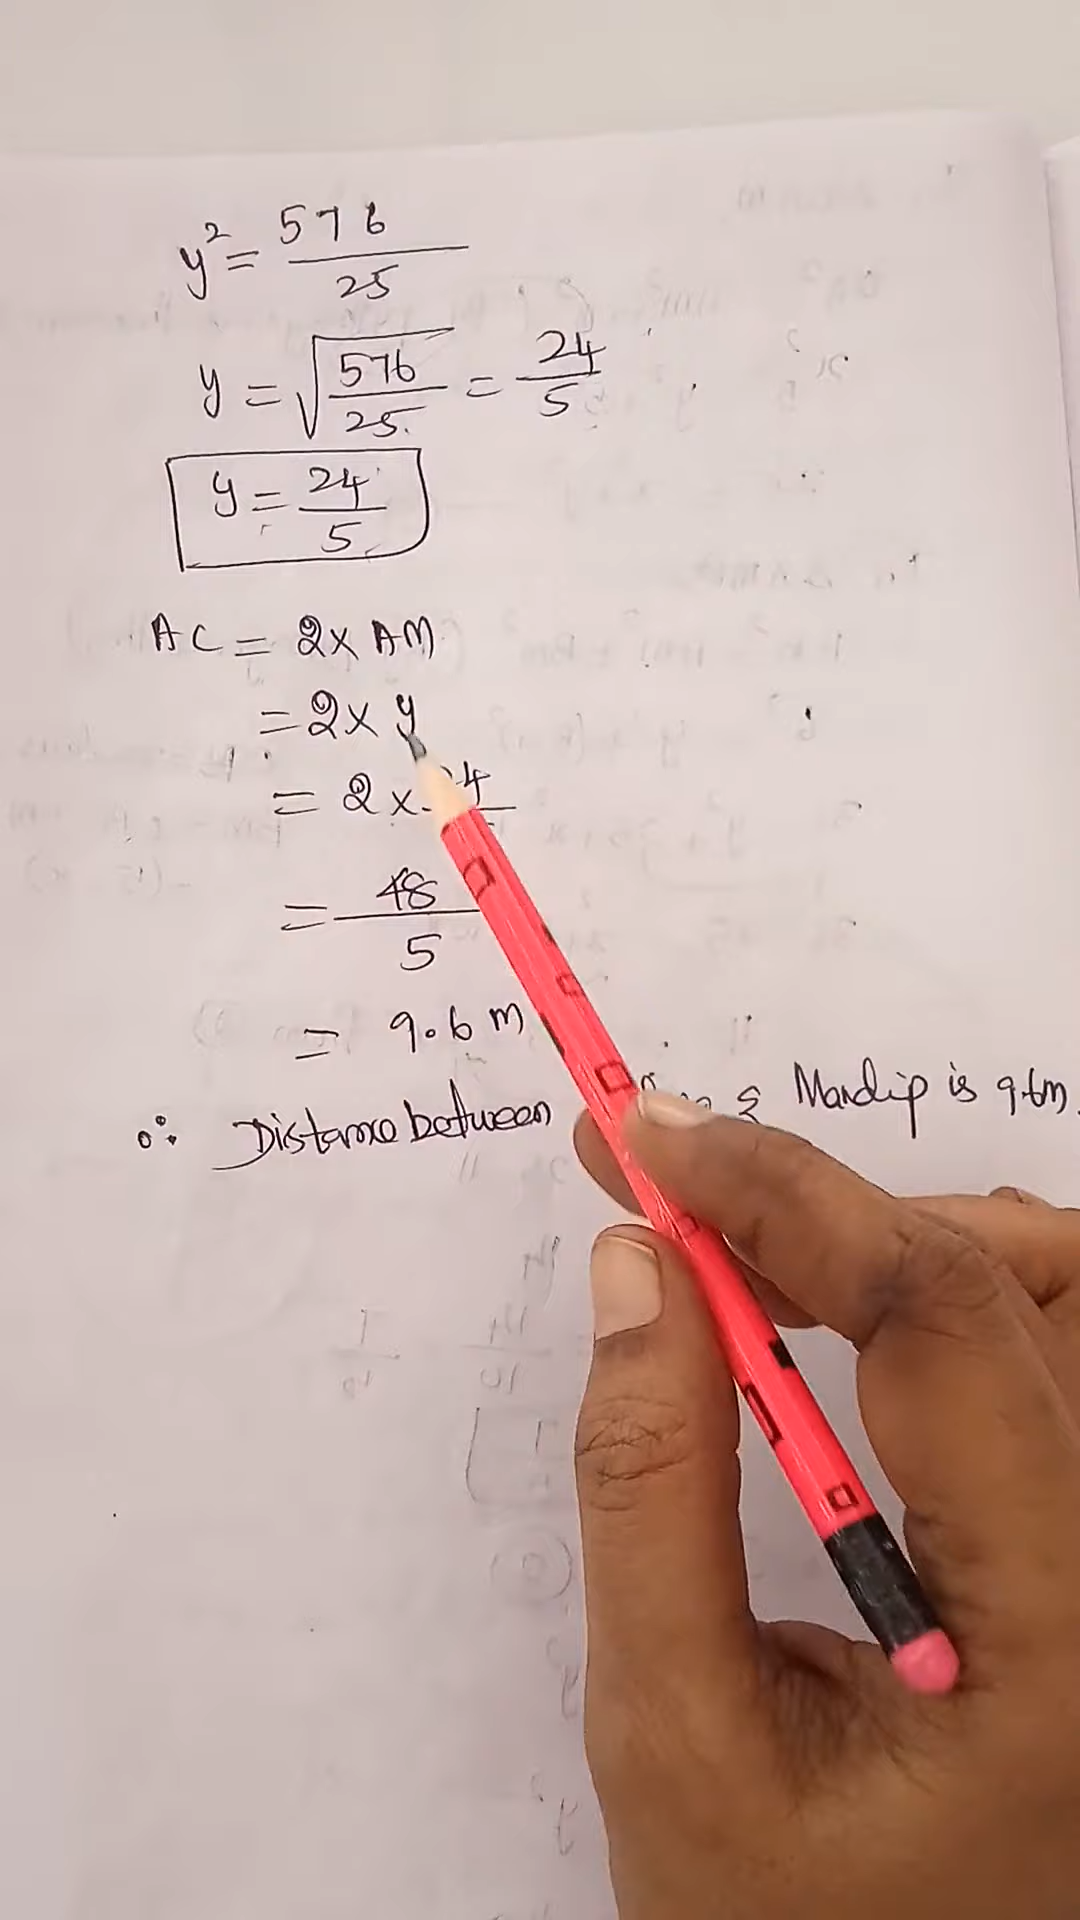 y² = 576/25
y = √(576/25) = 24/5
y = 24/5
AC = 2 x AM
= 2 x y
= 2 x
= 48/5
= 9.6 m
∴ Distance between & Mandip is 9.6m.